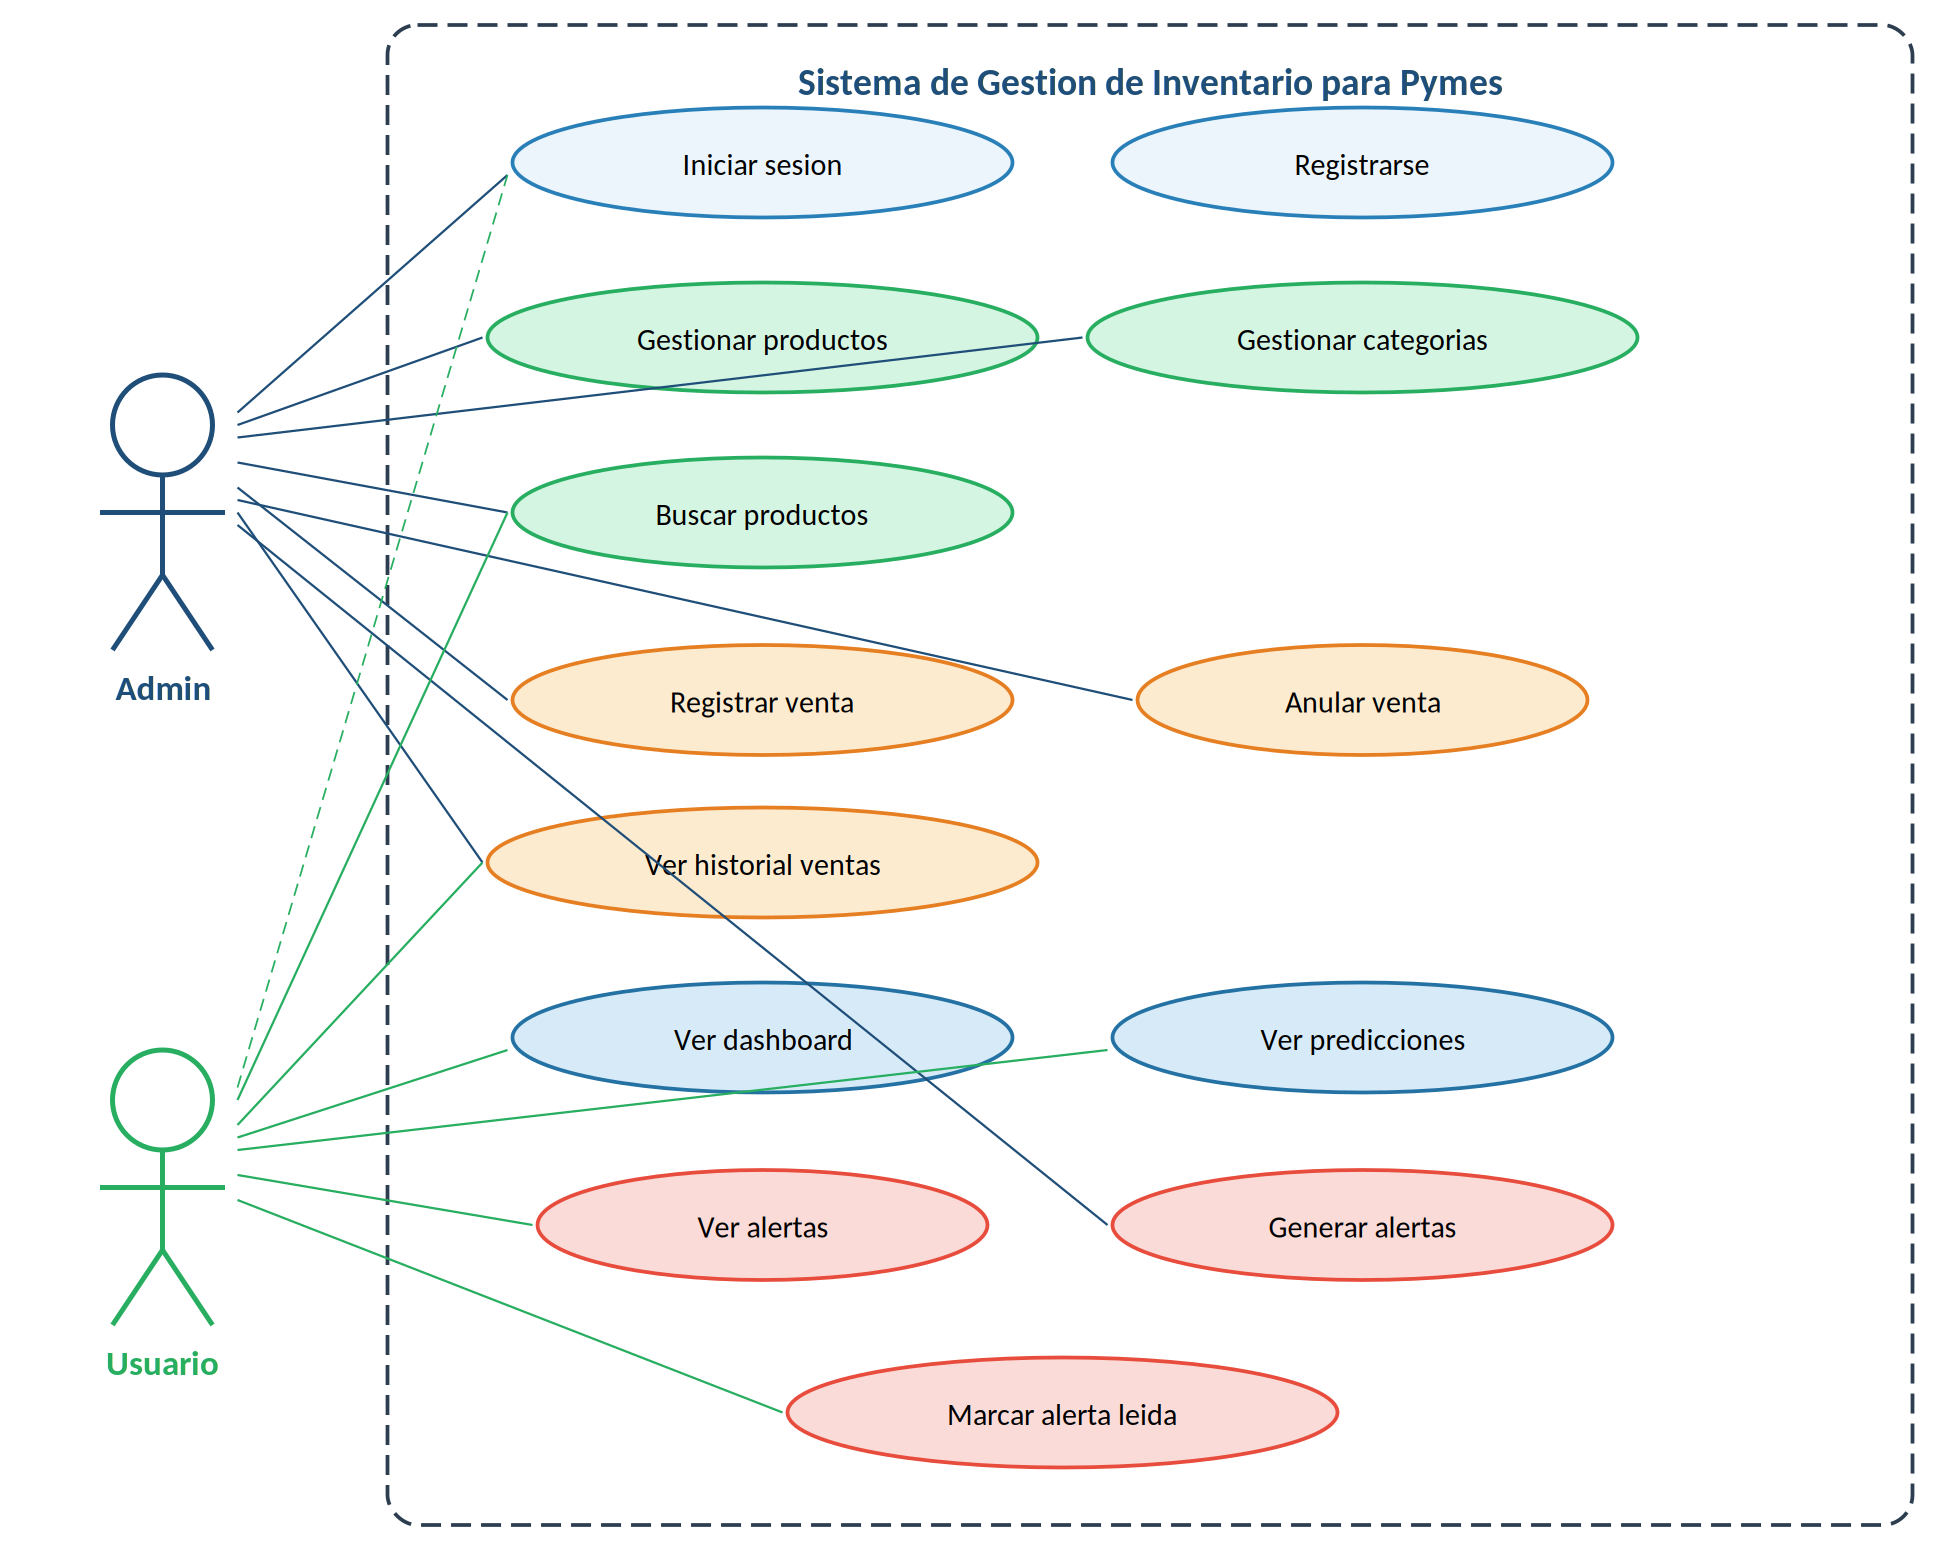 Sistema de Gestion de Inventario para Pymes
Iniciar sesion
Registrarse
Gestionar productos
Gestionar categorias
Buscar productos
Admin
Registrar venta
Anular venta
Ver historial ventas
Ver dashboard
Ver predicciones
Ver alertas
Generar alertas
Usuario
Marcar alerta leida